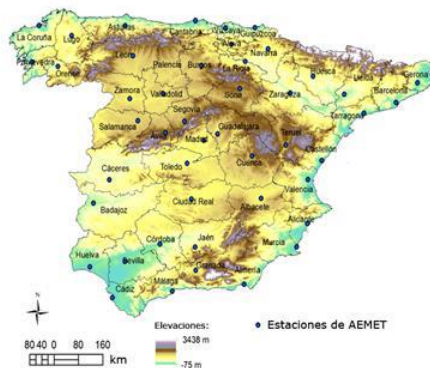 La Coruña
Lugo
Asturias
Cantabria
Vizcaya
Guipuzcoa
Alava
Navarra
Pontevedra
Orense
León
Palencia
Burgos
La Rioja
Huesca
Lleida
Gerona
Barcelona
Zamora
Valladolid
Soria
Zaragoza
Tarragona
Segovia
Salamanca
Avila
Madrid
Guadalajara
Teruel
Castellón
Cáceres
Toledo
Cuenca
Valencia
Badajoz
Ciudad Real
Albacete
Alicante
Huelva
Sevilla
Córdoba
Jaén
Murcia
Granada
Cádiz
Málaga
Almería
N
Elevaciones:
3438 m
-75 m
Estaciones de AEMET
80 40 0 80 160
km